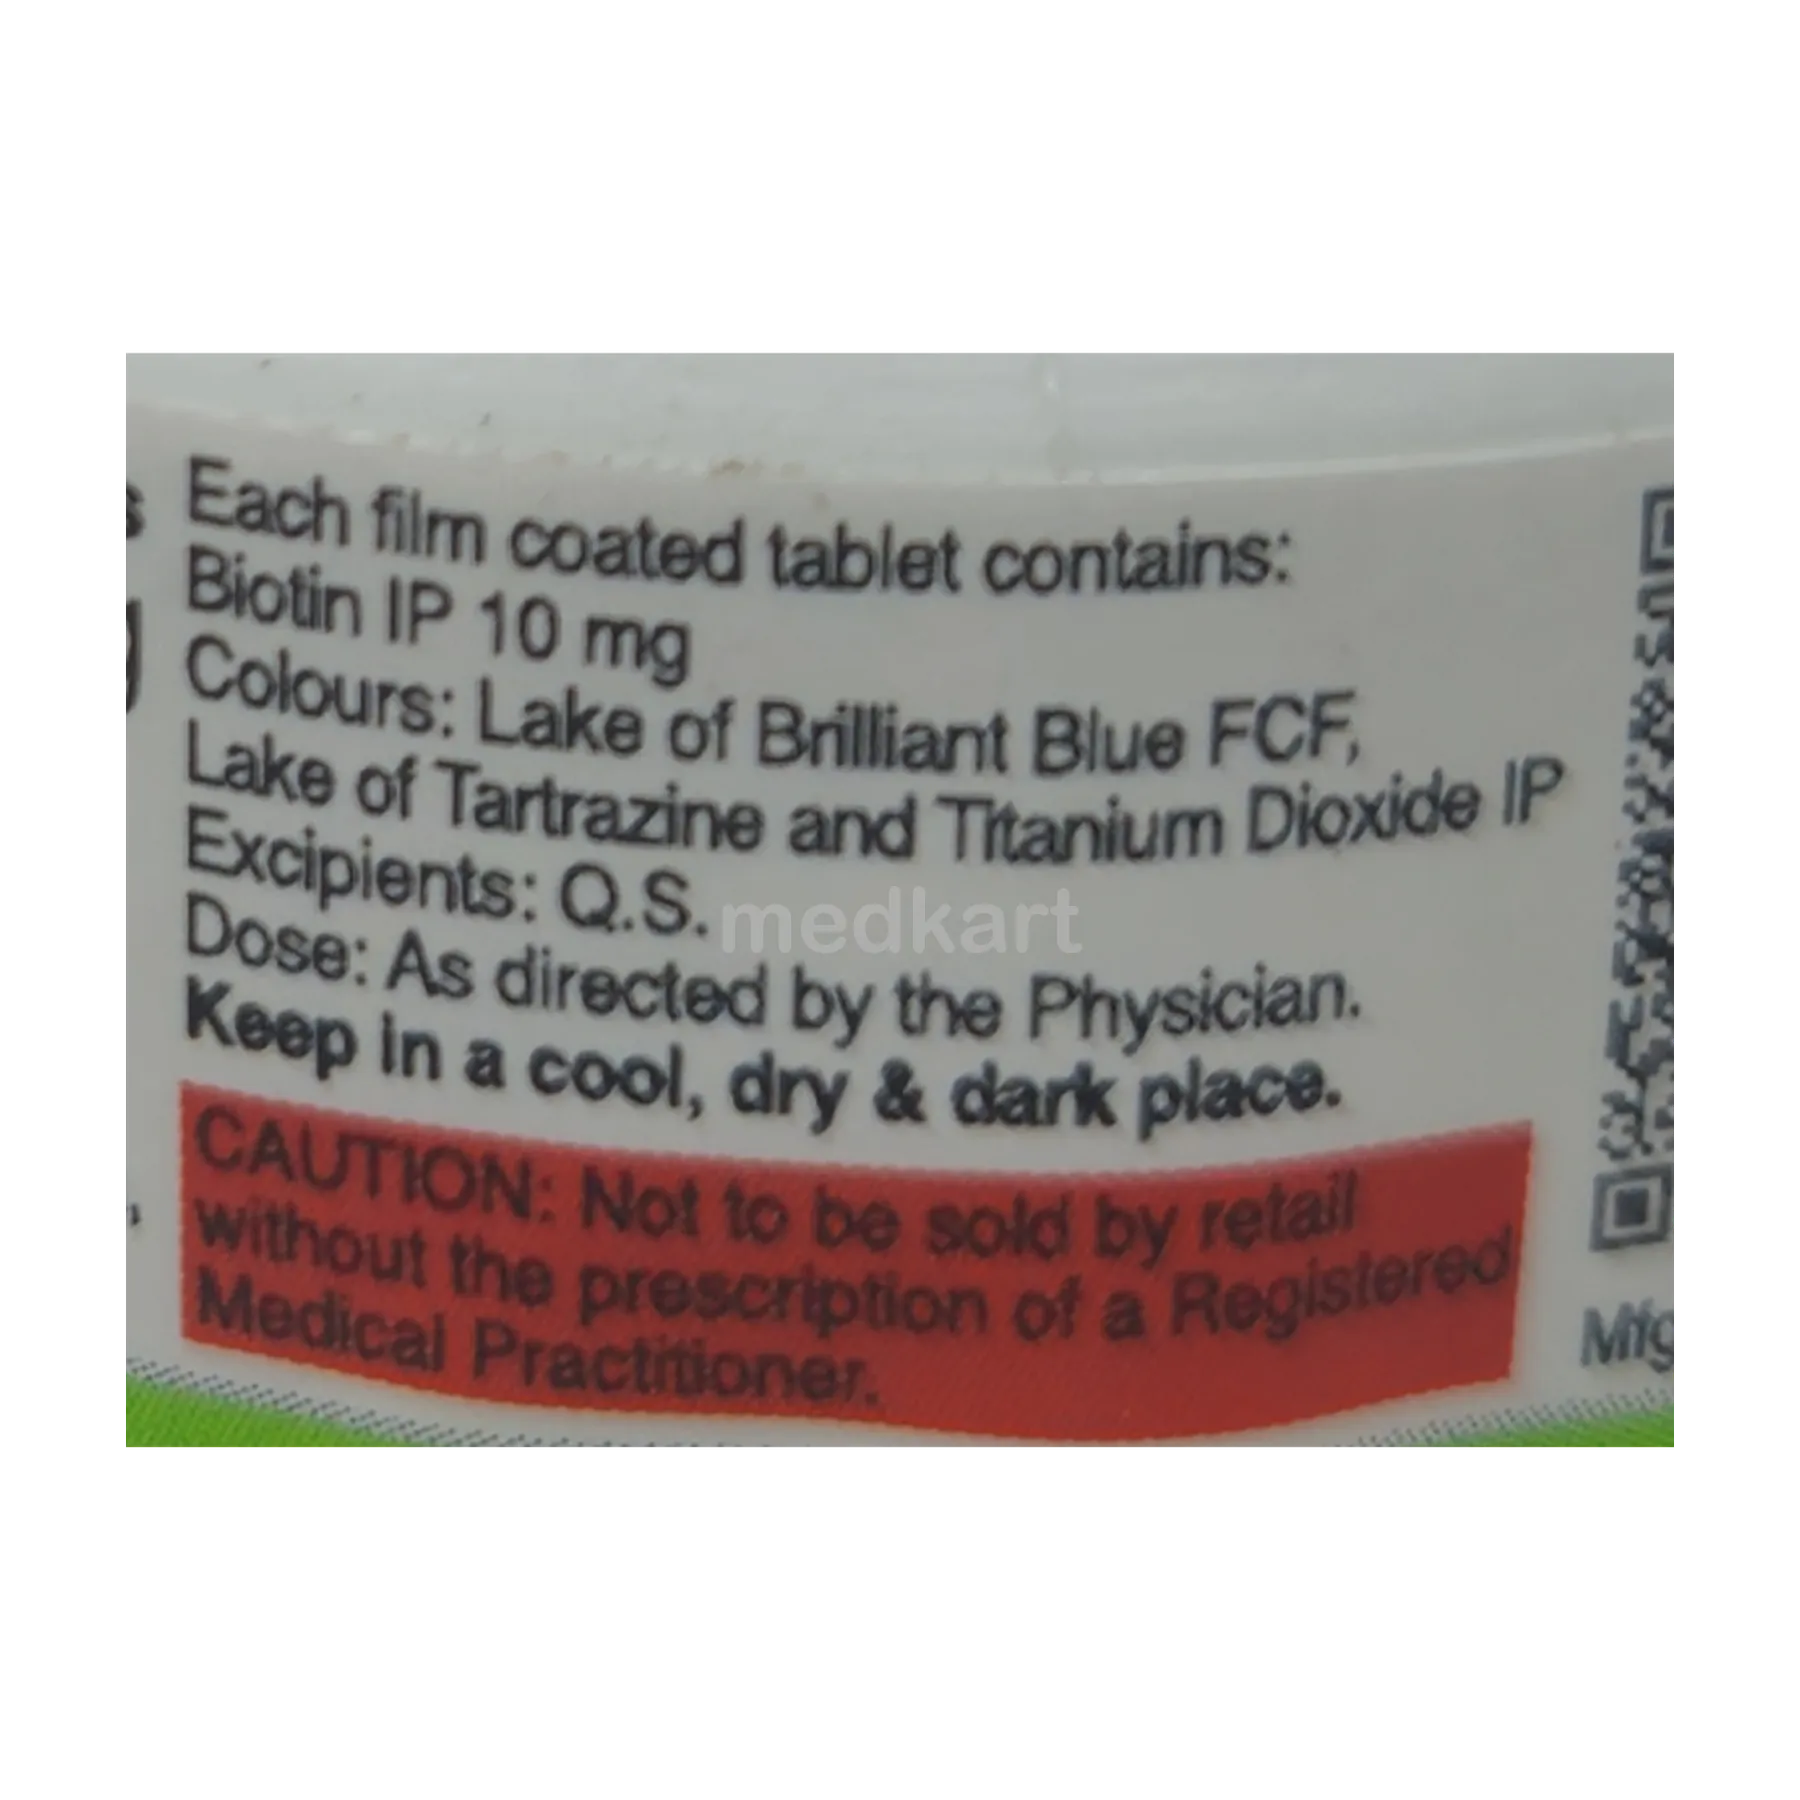 Each film coated tablet contains:
Biotin IP 10 mg
Colours: Lake of Brilliant Blue FCF,
Lake of Tartrazine and Titanium Dioxide IP
Excipients: Q.S.
medkart
Dose: As directed by the Physician.
Keep in a cool, dry & dark place.
CAUTION: Not to be sold by retail
without the prescription of a Registered
Medical Practitioner.
Mfg